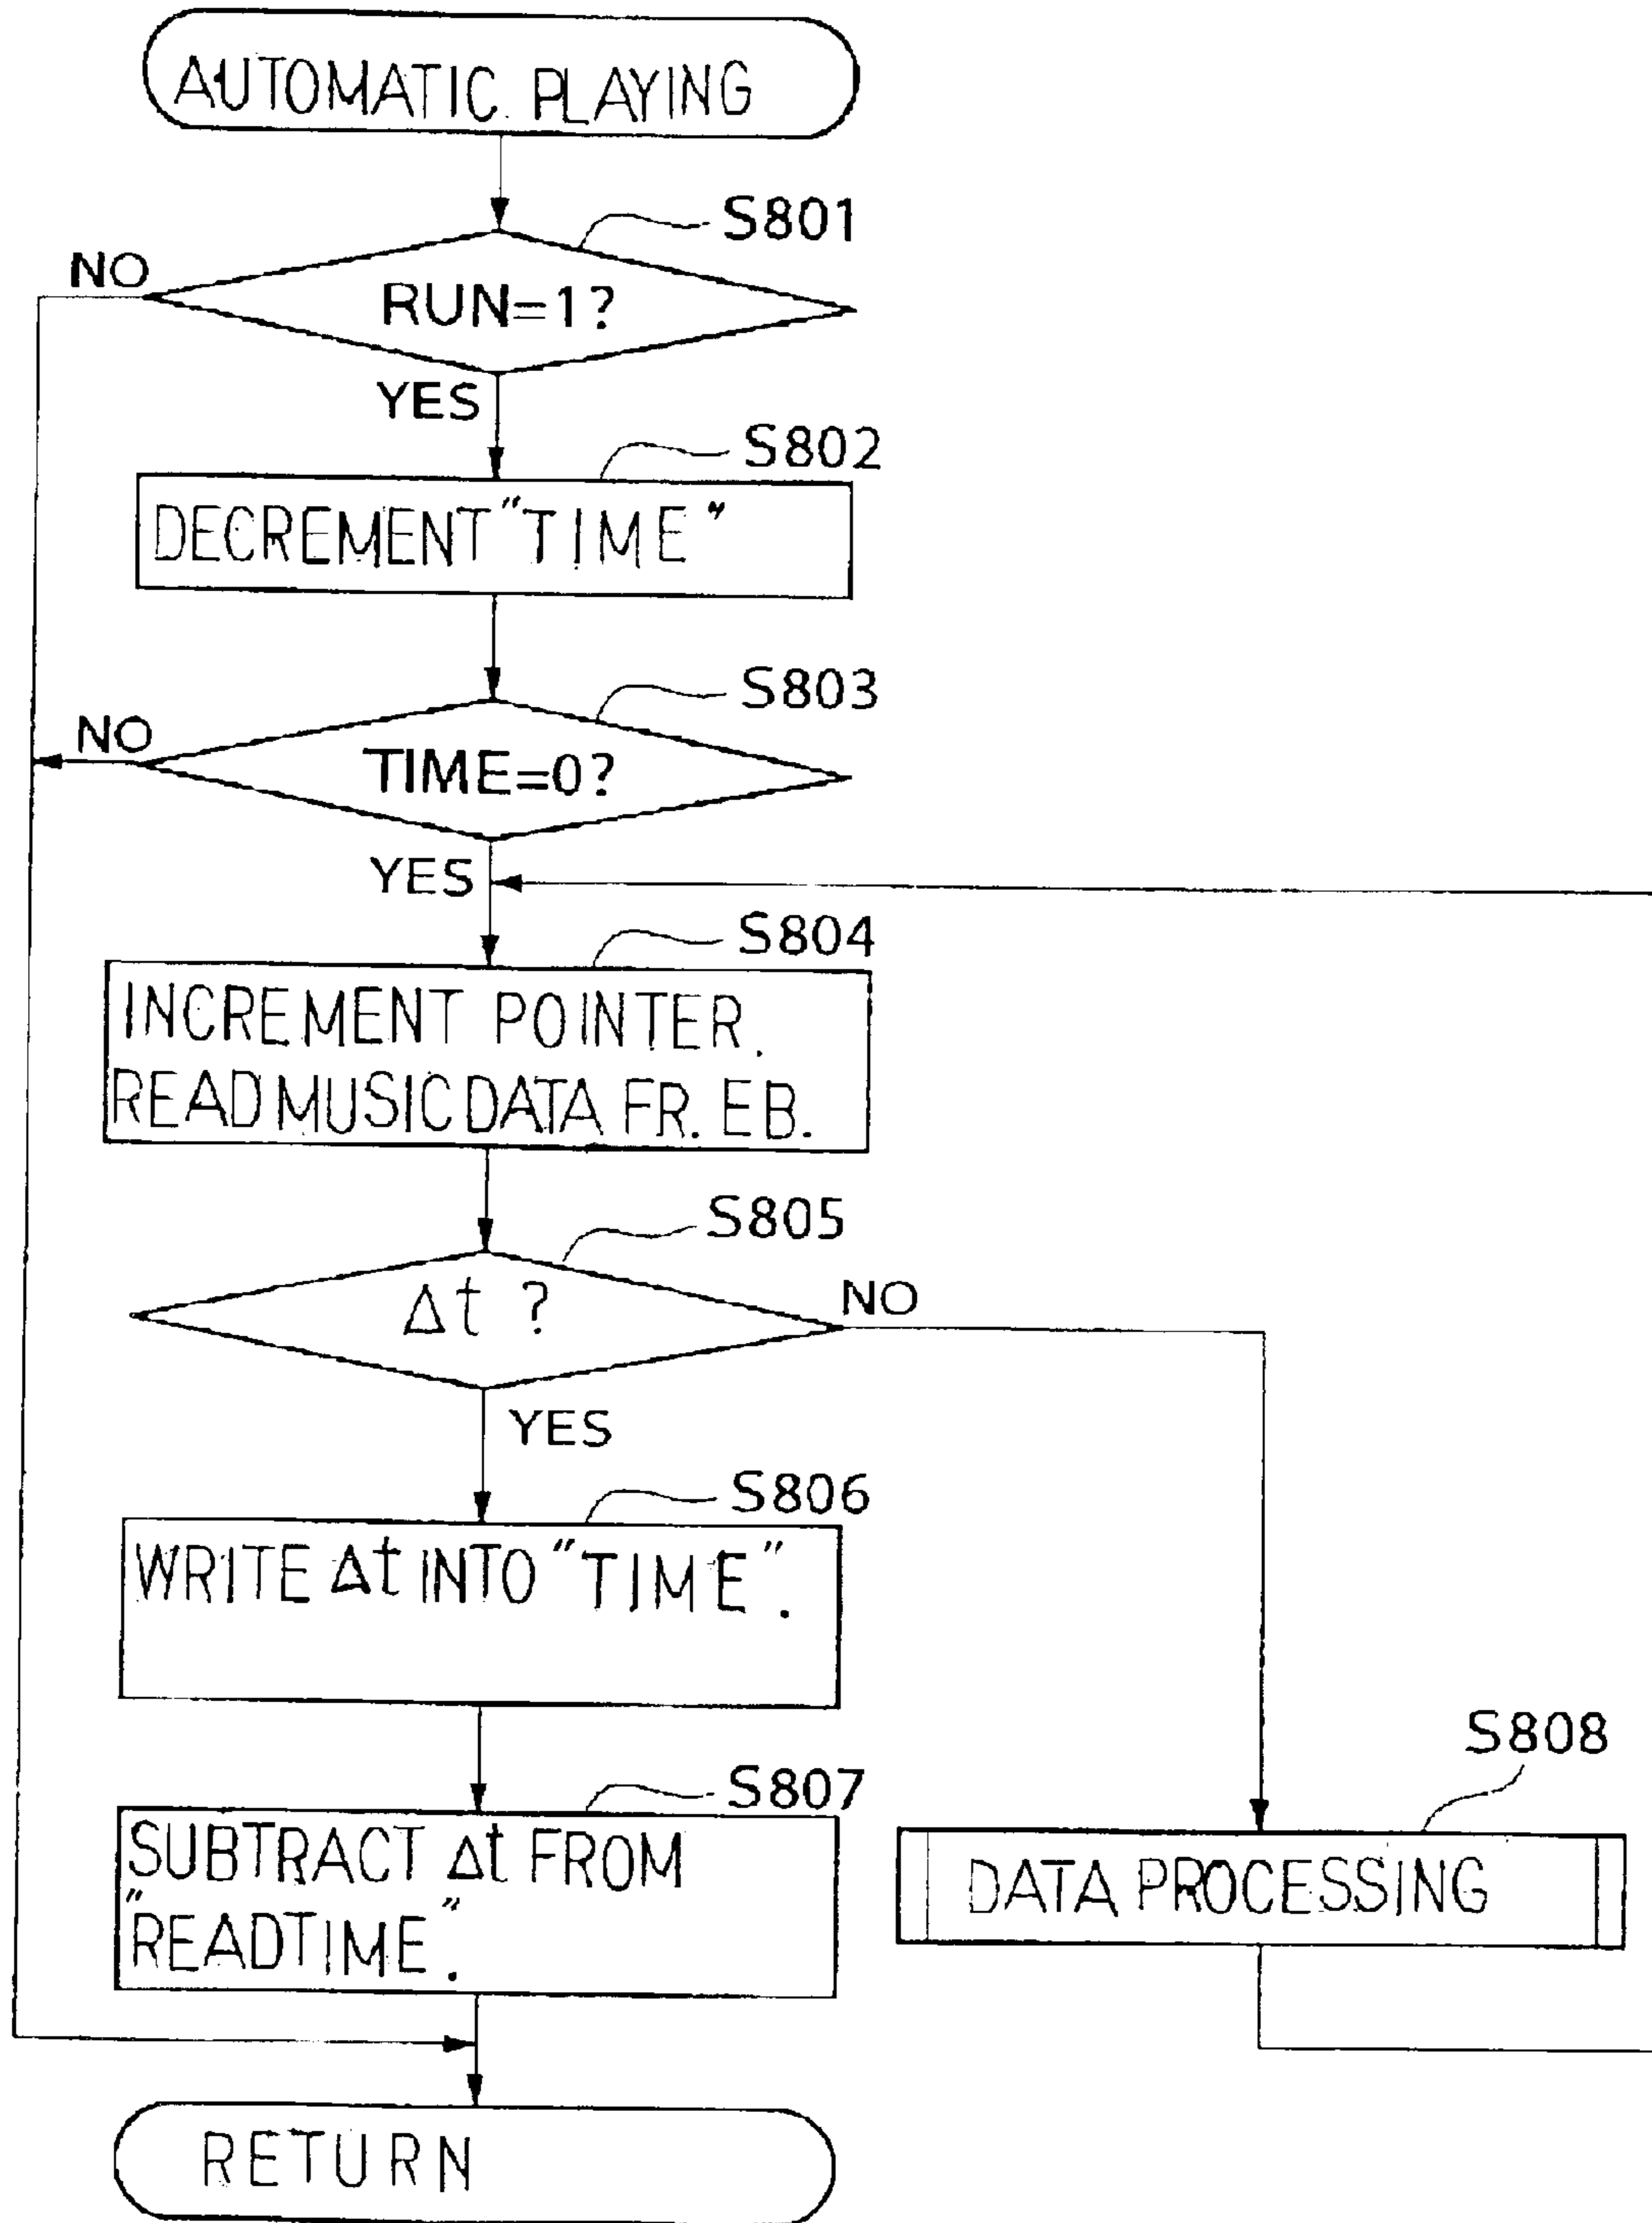 AUTOMATIC. PLAYING
S801
NO
RUN=1?
YES
S802
DECREMENT "TIME"
S803
NO
TIME=0?
YES
S804
INCREMENT POINTER.
READ MUSIC DATA FR. EB.
S805
Δt ?
NO
YES
S806
WRITE Δt INTO "TIME".
S807
SUBTRACT Δt FROM
"READTIME."
S808
DATA PROCESSING
RETURN